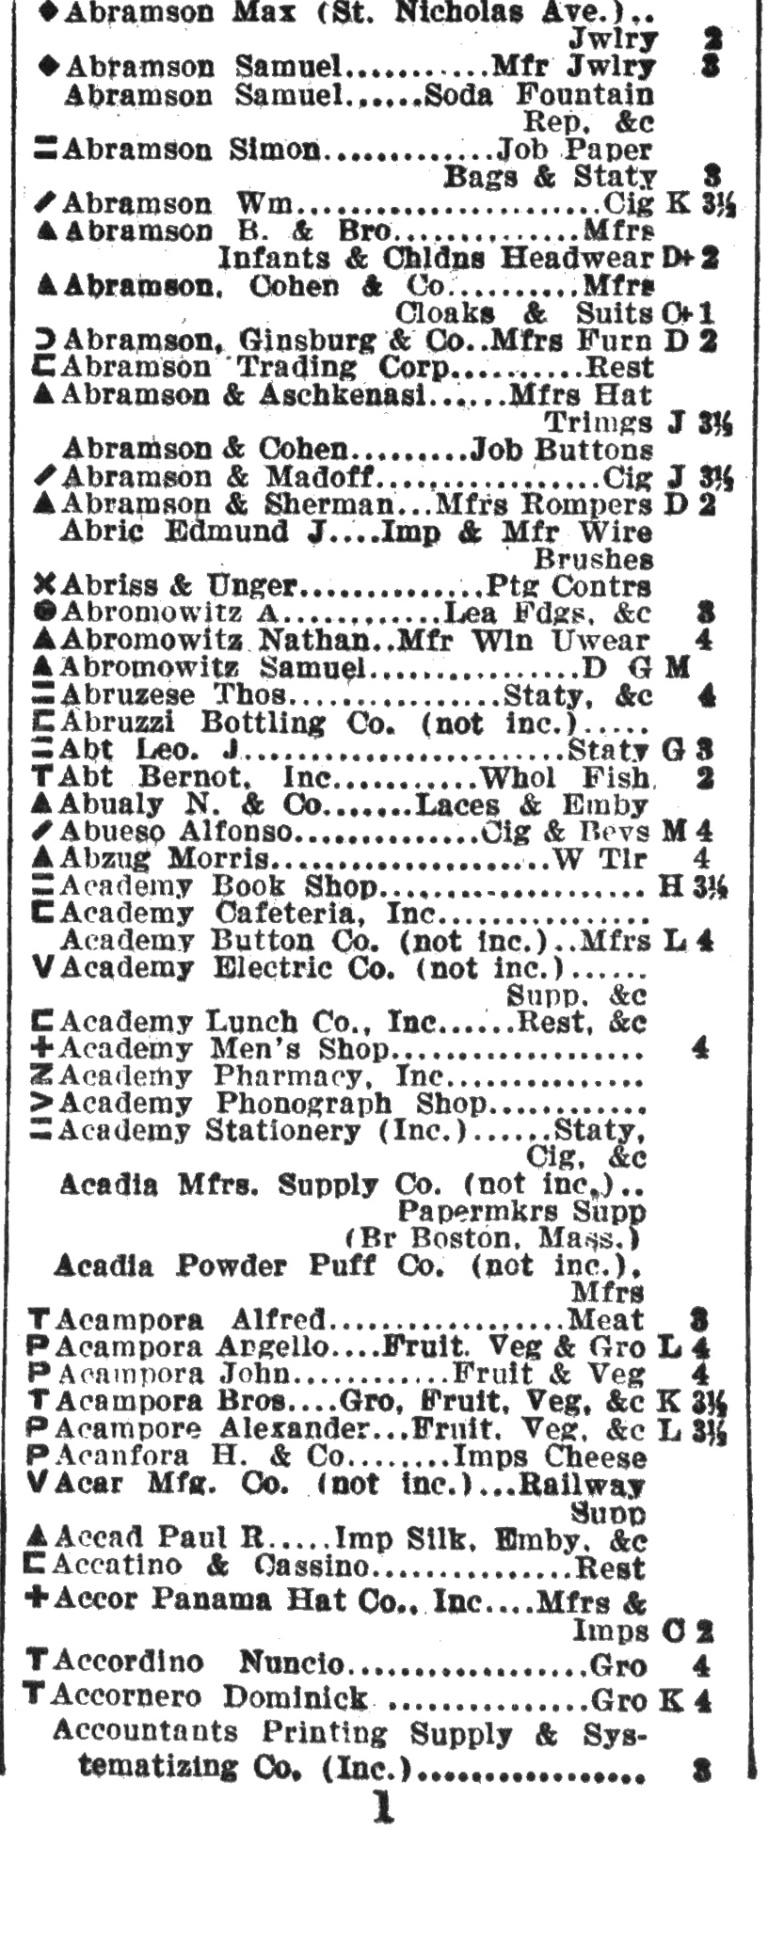 ◆Abramson Max (St. Nicholas Ave.)..
Jwlry 2
◆Abramson Samuel...........Mfr Jwlry 3
Abramson Samuel......Soda Fountain
Rep. &c
=Abramson Simon.............Job Paper
Bags & Staty 3
Abramson Wm.......................Cig K 3½
▲Abramson B. & Bro..............Mfrs
Infants & Chldns Headwear D+ 2
▲Abramson, Cohen & Co..........Mfrs
Cloaks & Suits C+ 1
Abramson, Ginsburg & Co..Mfrs Furn D 2
Abramson Trading Corp..........Rest
▲Abramson & Aschkenasi......Mfrs Hat
Trimgs J 3½
Abramson & Cohen.........Job Buttons
Abramson & Madoff.................Cig J 3½
▲Abramson & Sherman...Mfrs Rompers D 2
Abric Edmund J....Imp & Mfr Wire
Brushes
✕Abriss & Unger..............Ptg Contrs
●Abromowitz A............Lea Fdgs, &c 3
▲Abromowitz Nathan..Mfr Wln Uwear 4
▲Abromowitz Samuel................D G M
=Abruzese Thos................Staty, &c 4
Abruzzi Bottling Co. (not inc.).....
=Abt Leo. J........................Staty G 3
TAbt Bernot, Inc...........Whol Fish 2
▲Abualy N. & Co.......Laces & Emby
Abueso Alfonso..............Cig & Bevs M 4
▲Abzug Morris.....................W Tlr 4
=Academy Book Shop.................... H 3½
Academy Cafeteria, Inc................
Academy Button Co. (not inc.)..Mfrs L 4
VAcademy Electric Co. (not inc.)......
Supp. &c
Academy Lunch Co., Inc......Rest, &c
+Academy Men's Shop................... 4
ZAcademy Pharmacy, Inc...............
>Academy Phonograph Shop............
=Academy Stationery (Inc.)......Staty,
Cig, &c
Acadia Mfrs. Supply Co. (not inc.)..
Papermkrs Supp
(Br Boston, Mass.)
Acadia Powder Puff Co. (not inc.).
Mfrs
TAcampora Alfred..................Meat 3
PAcampora Angello....Fruit. Veg & Gro L 4
PAcampora John............Fruit & Veg 4
TAcampora Bros....Gro, Fruit, Veg, &c K 3½
PAcampore Alexander...Fruit. Veg, &c L 3½
PAcanfora H. & Co........Imps Cheese
VAcar Mfg. Co. (not inc.)...Railway
Supp
▲Accad Paul R.....Imp Silk, Emby, &c
Accatino & Cassino...............Rest
+Accor Panama Hat Co., Inc....Mfrs &
Imps C 2
TAccordino Nuncio..................Gro 4
TAccornero Dominick ...............Gro K 4
Accountants Printing Supply & Sys-
tematizing Co. (Inc.)................. 3
1